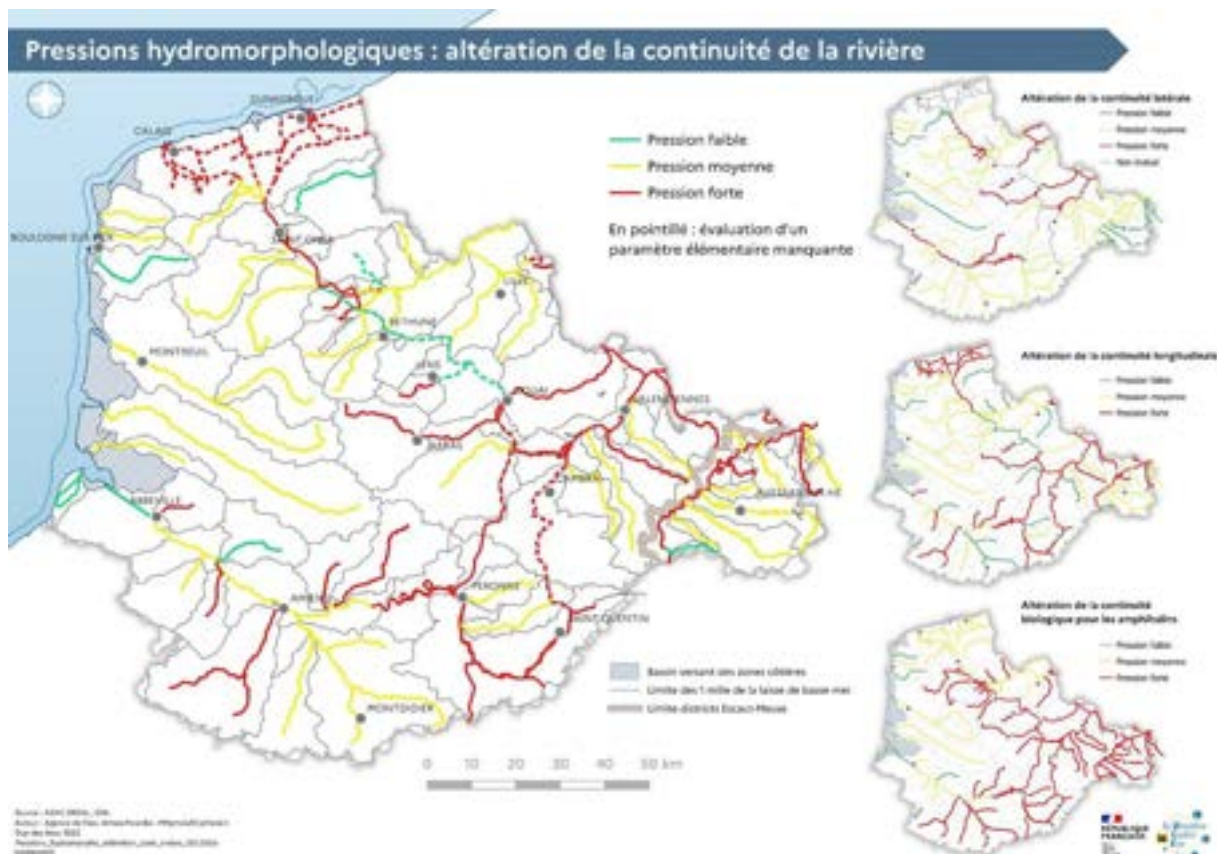 Pressions hydromorphologiques : altération de la continuité de la rivière
DUNKERQUE
CALAIS
BOULOGNE SUR MER
SAINT OMER
LILLE
BETHUNE
MONTREUIL
LENS
DOUAI
VALENCIENNES
ARRAS
CAMBRAI
ABBEVILLE
AMIENS
PERONNE
SAINT QUENTIN
MONTDIDIER
Pression faible
Pression moyenne
Pression forte
En pointillé : évaluation d'un
paramètre élémentaire manquante
Bassin versant des zones côtières
Limite des 1 mille de la laisse de basse mer
Limite districts Escaut-Meuse
0 10 20 30 40 50 km
Altération de la continuité latérale
Pression faible
Pression moyenne
Pression forte
Non évalué
Altération de la continuité longitudinale
Pression faible
Pression moyenne
Pression forte
Altération de la continuité
biologique pour les amphihalins
Pression faible
Pression moyenne
Pression forte
RÉPUBLIQUE
FRANÇAISE